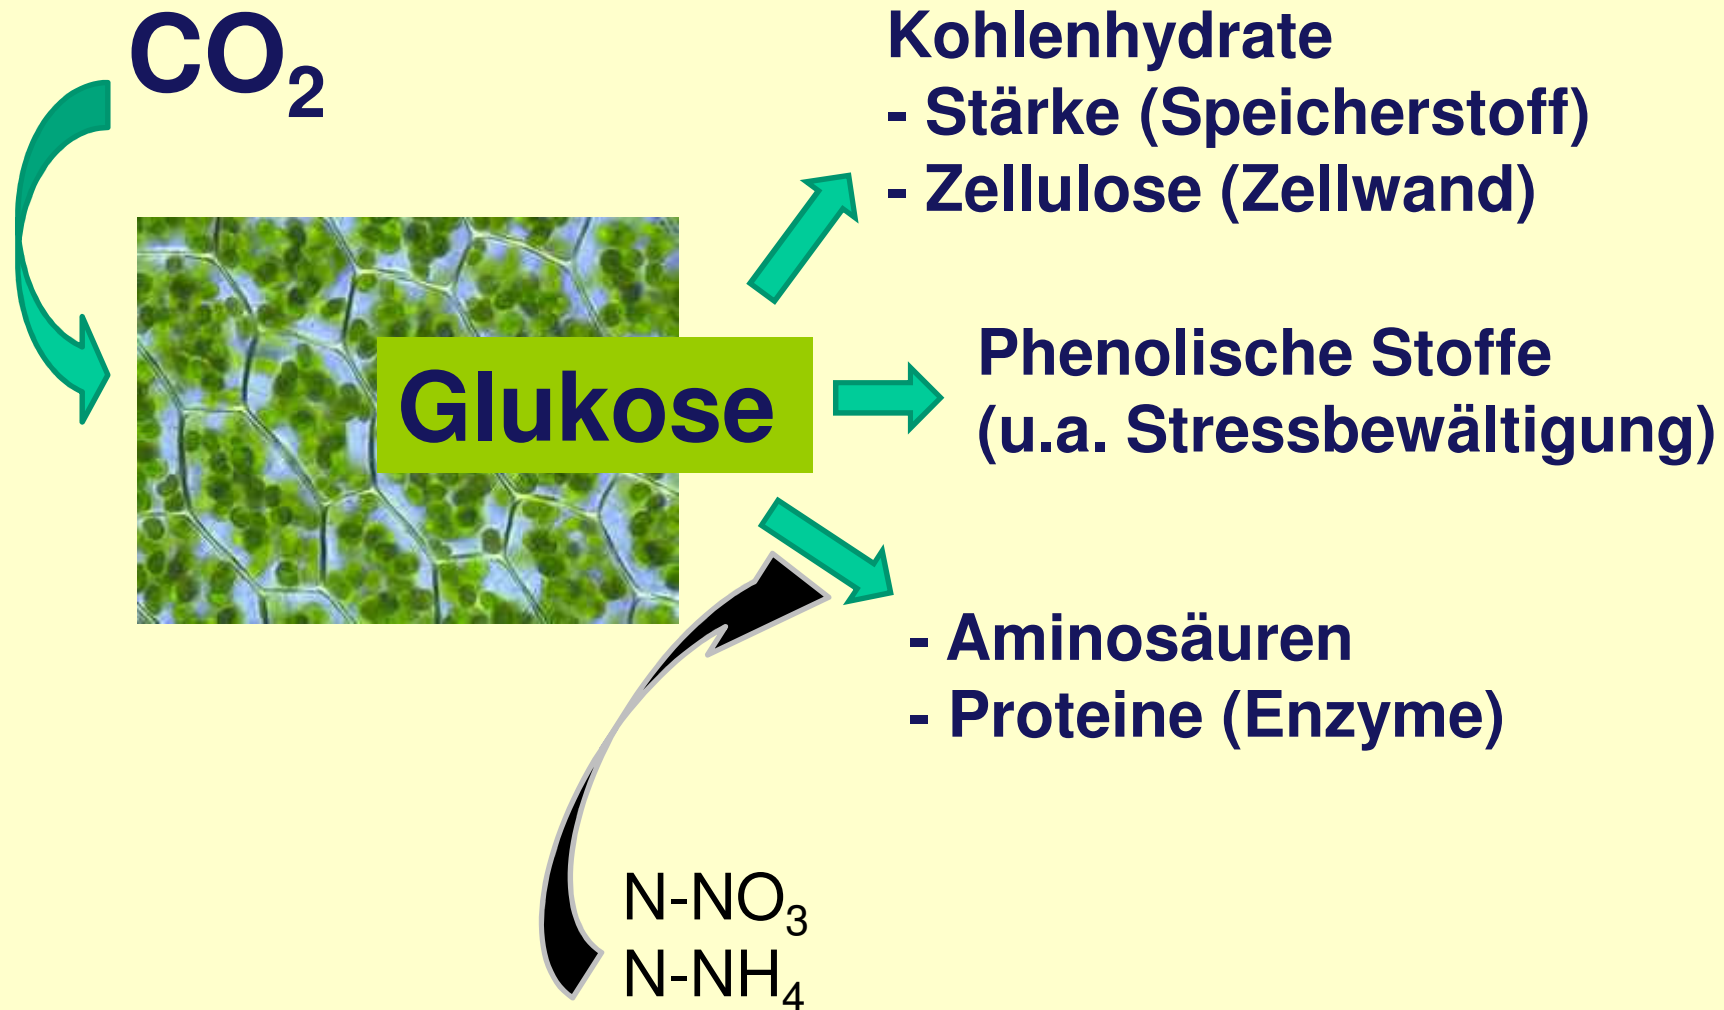 CO₂
Kohlenhydrate
- Stärke (Speicherstoff)
- Zellulose (Zellwand)
Glukose
Phenolische Stoffe
(u.a. Stressbewältigung)
- Aminosäuren
- Proteine (Enzyme)
N-NO₃
N-NH₄